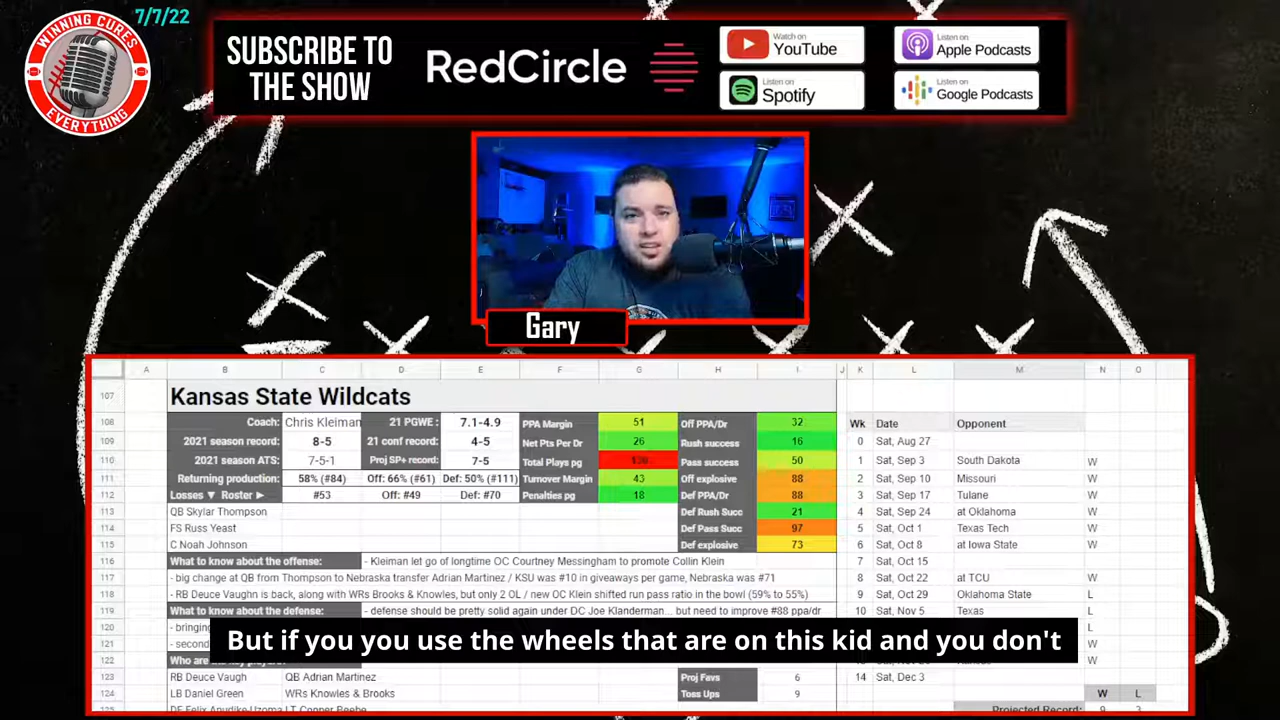 7/7/22
WINNING CURES
EVERYTHING
SUBSCRIBE TO
THE SHOW
RedCircle
Watch on
YouTube
Listen on
Apple Podcasts
Listen on
Spotify
Listen on
Google Podcasts
Gary
A B C D E F G H I J K L M N O
107 Kansas State Wildcats
108 Coach: Chris Kleiman 21 PGWE : 7.1-4.9 PPA Margin 51 Off PPA/Dr 32 Wk Date Opponent
109 2021 season record: 8-5 21 conf record: 4-5 Net Pts Per Dr 26 Rush success 16 0 Sat, Aug 27
110 2021 season ATS: 7-5-1 Proj SP+ record: 7-5 Total Plays pg Pass success 50 1 Sat, Sep 3 South Dakota W
111 Returning production: 58% (#84) Off: 66% (#61) Def: 50% (#111) Turnover Margin 43 Off explosive 88 2 Sat, Sep 10 Missouri W
112 Losses ▼ Roster ► #53 Off: #49 Def: #70 Penalties pg 18 Def PPA/Dr 88 3 Sat, Sep 17 Tulane W
113 QB Skylar Thompson Def Rush Succ 21 4 Sat, Sep 24 at Oklahoma W
114 FS Russ Yeast Def Pass Succ 97 5 Sat, Oct 1 Texas Tech W
115 C Noah Johnson Def explosive 73 6 Sat, Oct 8 at Iowa State W
116 What to know about the offense: - Kleiman let go of longtime OC Courtney Messingham to promote Collin Klein 7 Sat, Oct 15
117 - big change at QB from Thompson to Nebraska transfer Adrian Martinez / KSU was #10 in giveaways per game, Nebraska was #71 8 Sat, Oct 22 at TCU W
118 - RB Deuce Vaughn is back, along with WRs Brooks & Knowles, but only 2 OL / new OC Klein shifted run pass ratio in the bowl (59% to 55%) 9 Sat, Oct 29 Oklahoma State L
119 What to know about the defense: - defense should be pretty solid again under DC Joe Klanderman... but need to improve #88 ppa/dr 10 Sat, Nov 5 Texas L
120 - bringing L
121 - second W
But if you you use the wheels that are on this kid and you don't
122 Who are W
123 RB Deuce Vaugh QB Adrian Martinez Proj Favs 6 14 Sat, Dec 3
124 LB Daniel Green WRs Knowles & Brooks Toss Ups 9 W L
125 DE Felix Anudike-Uzoma LT Cooper Beebe Projected Record: 9 3